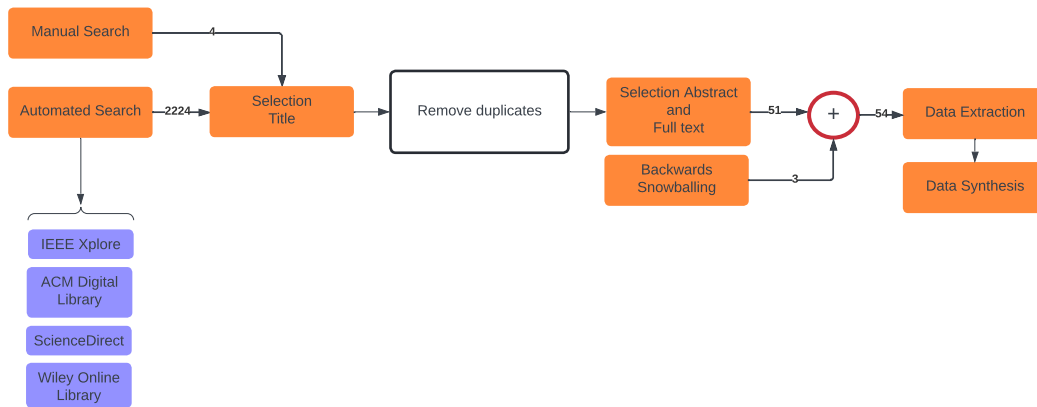 Manual Search
4
Automated Search
2224
Selection
Title
Remove duplicates
Selection Abstract
and
Full text
51
+
54
Data Extraction
Backwards
Snowballing
3
Data Synthesis
IEEE Xplore
ACM Digital
Library
ScienceDirect
Wiley Online
Library